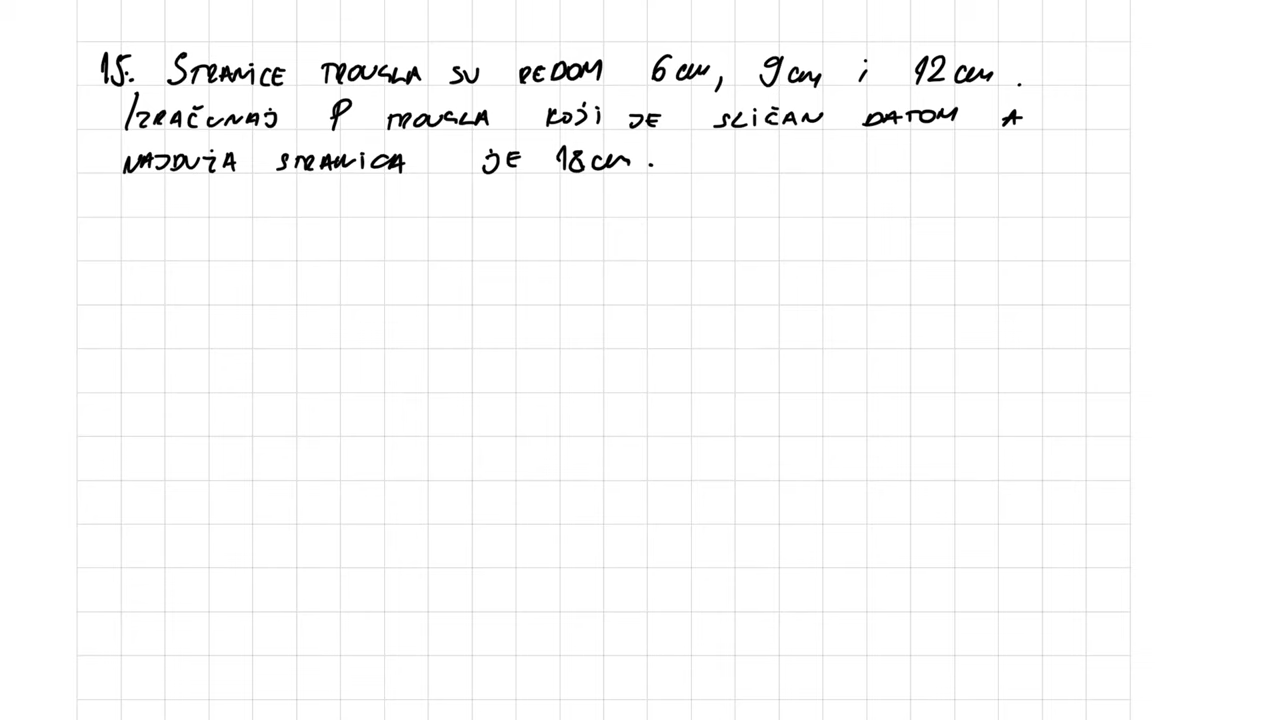 15. STRANICE TROUGLA SU REDOM 6cm, 9cm i 12cm.
IZRAČUNAJ P TROUGLA KOJI JE SLIČAN DATOM A
NAJDUŽA STRANICA JE 18cm.